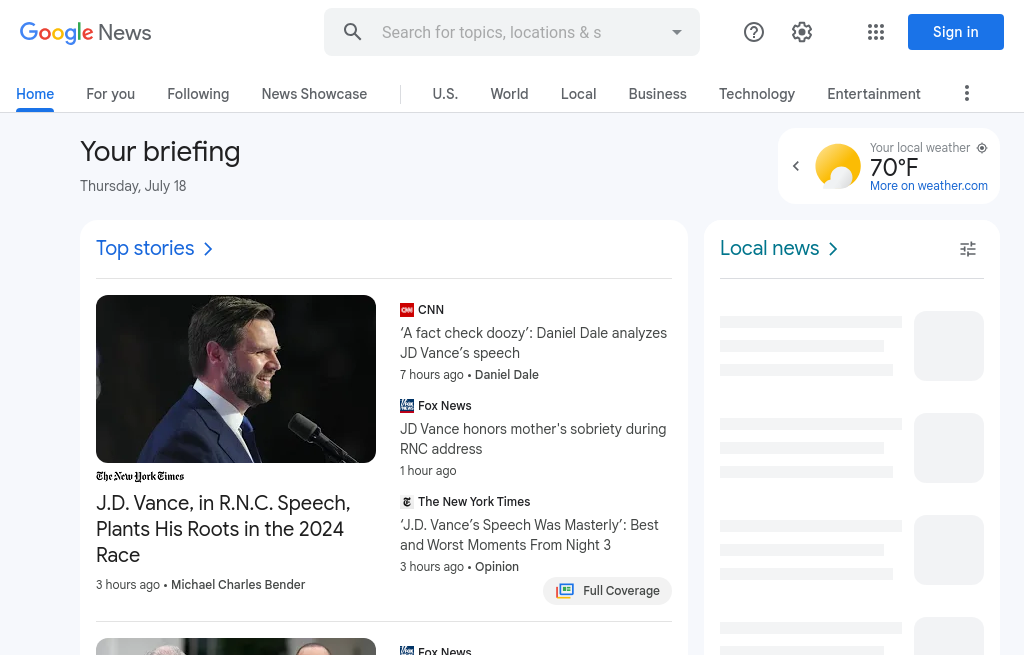 Google News
Search for topics, locations & s
Sign in
Home For you Following News Showcase U.S. World Local Business Technology Entertainment
Your briefing
Thursday, July 18
Your local weather
70°F
More on weather.com
Top stories
The New York Times
J.D. Vance, in R.N.C. Speech,
Plants His Roots in the 2024
Race
3 hours ago • Michael Charles Bender
CNN
CNN
‘A fact check doozy’: Daniel Dale analyzes
JD Vance’s speech
7 hours ago • Daniel Dale
Fox News
JD Vance honors mother's sobriety during
RNC address
1 hour ago
The New York Times
‘J.D. Vance’s Speech Was Masterly’: Best
and Worst Moments From Night 3
3 hours ago • Opinion
Full Coverage
Fox News
Local news